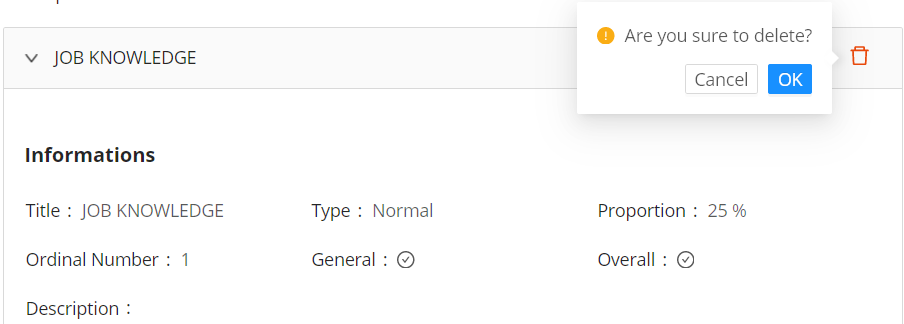 Are you sure to delete?
JOB KNOWLEDGE
Cancel OK
Informations
Title : JOB KNOWLEDGE Type : Normal Proportion : 25 %
Ordinal Number : 1 General : Overall :
Description :